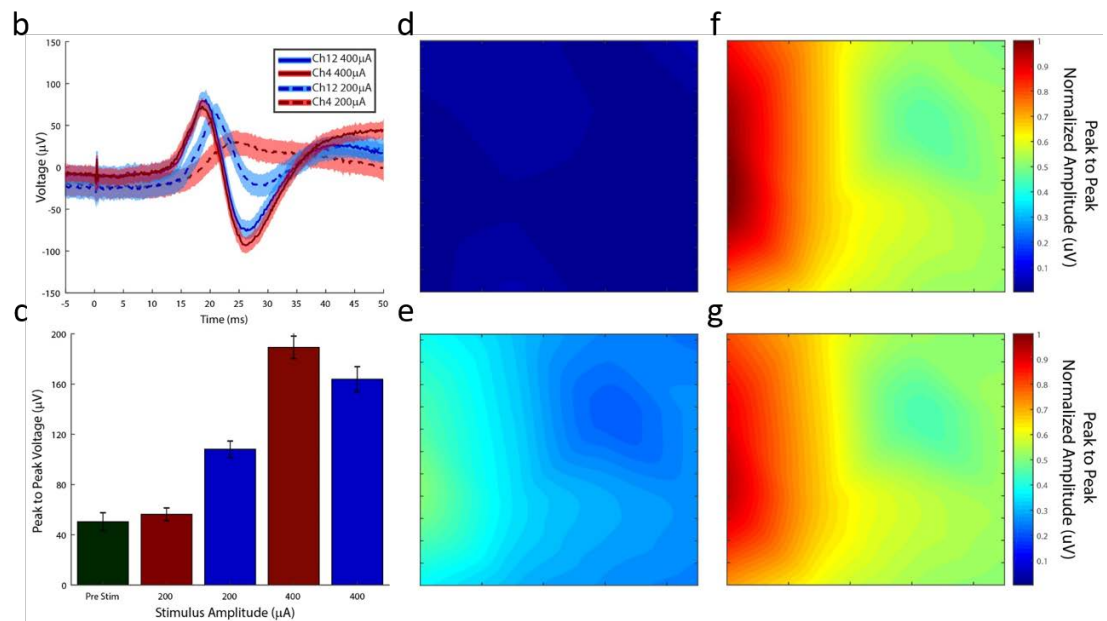 b
150
100
50
0
-50
-100
-150
Voltage (µV)
-5 0 5 10 15 20 25 30 35 40 45 50
Time (ms)
Ch12 400µA
Ch4 400µA
Ch12 200µA
Ch4 200µA
c
200
160
120
80
40
0
Peak to Peak Voltage (µV)
Pre Stim 200 200 400 400
Stimulus Amplitude (µA)
d
e
f
1
0.9
0.8
0.7
0.6
0.5
0.4
0.3
0.2
0.1
Peak to Peak
Normalized Amplitude (uV)
g
1
0.9
0.8
0.7
0.6
0.5
0.4
0.3
0.2
0.1
Peak to Peak
Normalized Amplitude (uV)